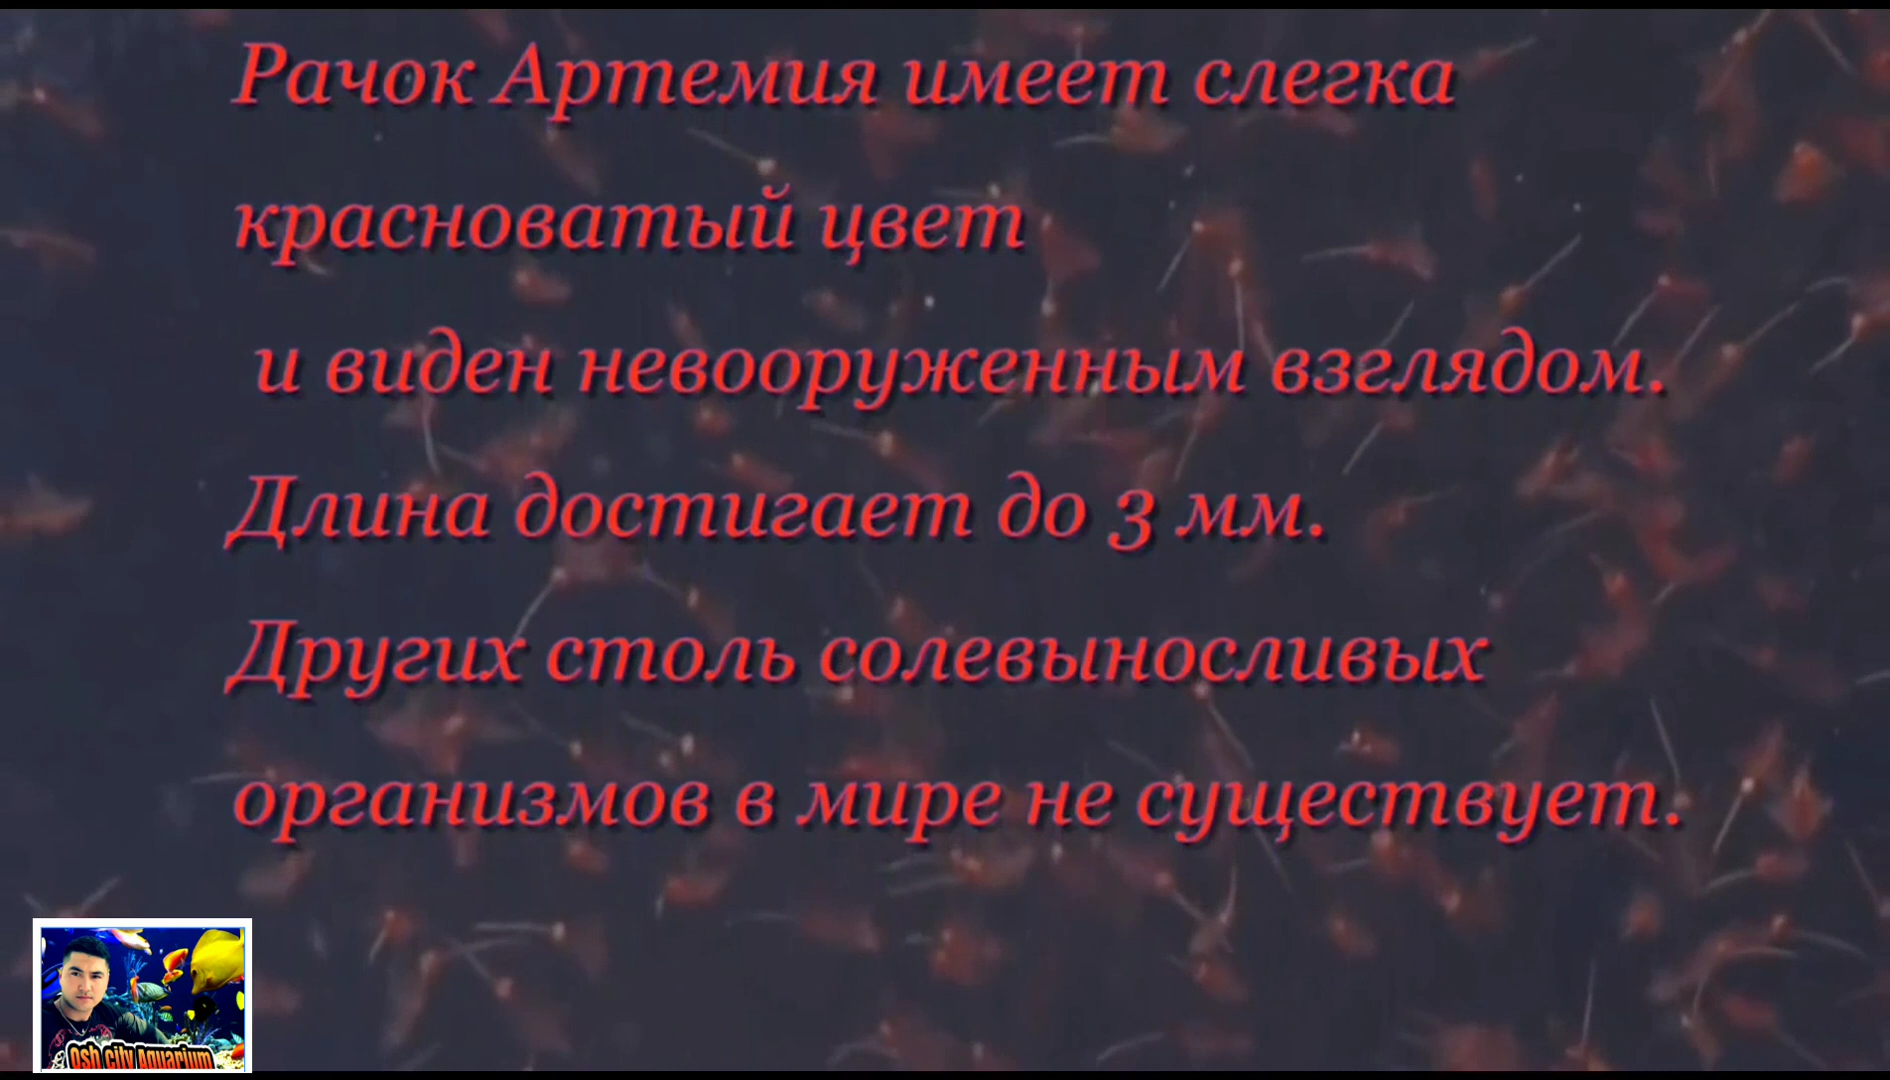 Рачок Артемия имеет слегка
красноватый цвет
и виден невооруженным взглядом.
Длина достигает до 3 мм.
Других столь солевыносливых
организмов в мире не существует.
Osh city Aquarium